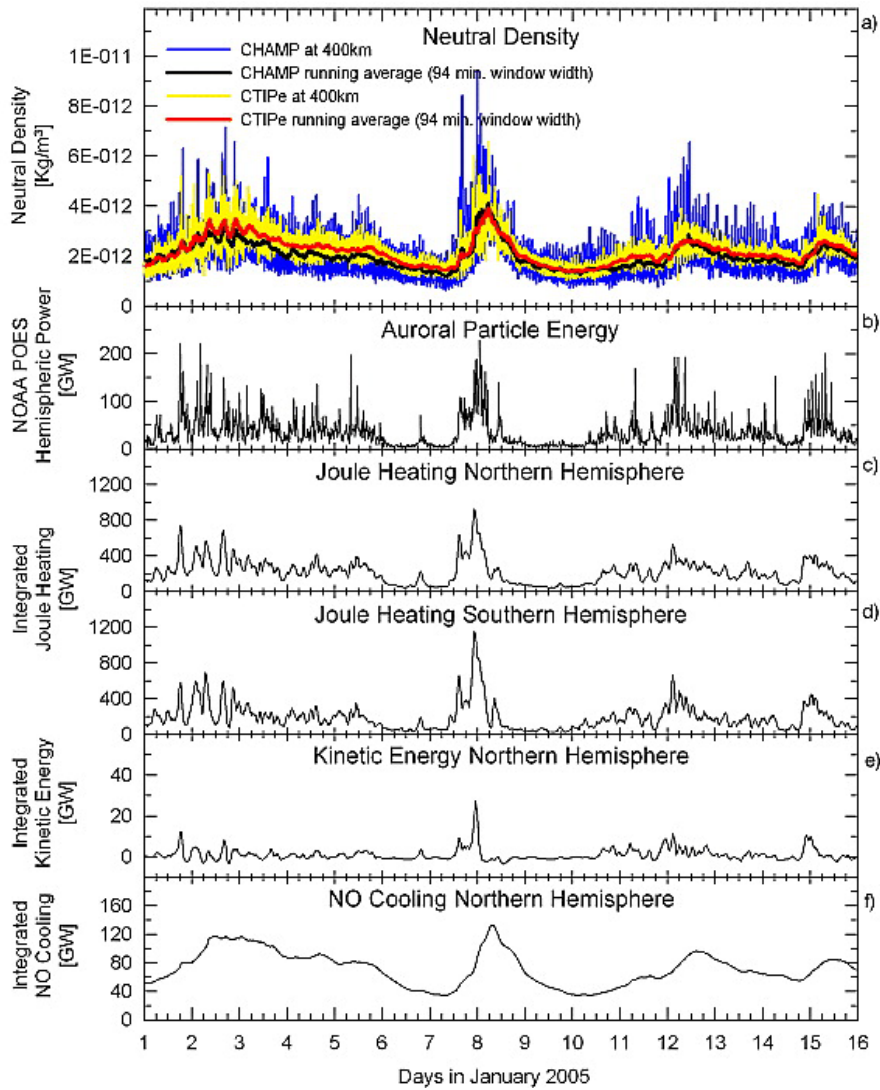 Neutral Density
a)
CHAMP at 400km
CHAMP running average (94 min. window width)
CTIPe at 400km
CTIPe running average (94 min. window width)
Neutral Density
[Kg/m³]
1E-011
8E-012
6E-012
4E-012
2E-012
0
Auroral Particle Energy
b)
NOAA POES
Hemispheric Power
[GW]
200
100
0
Joule Heating Northern Hemisphere
c)
1200
800
400
0
Integrated
Joule Heating
[GW]
Joule Heating Southern Hemisphere
d)
1200
800
400
0
Kinetic Energy Northern Hemisphere
e)
Integrated
Kinetic Energy
[GW]
40
20
0
NO Cooling Northern Hemisphere
f)
Integrated
NO Cooling
[GW]
160
120
80
40
0
1 2 3 4 5 6 7 8 9 10 11 12 13 14 15 16
Days in January 2005